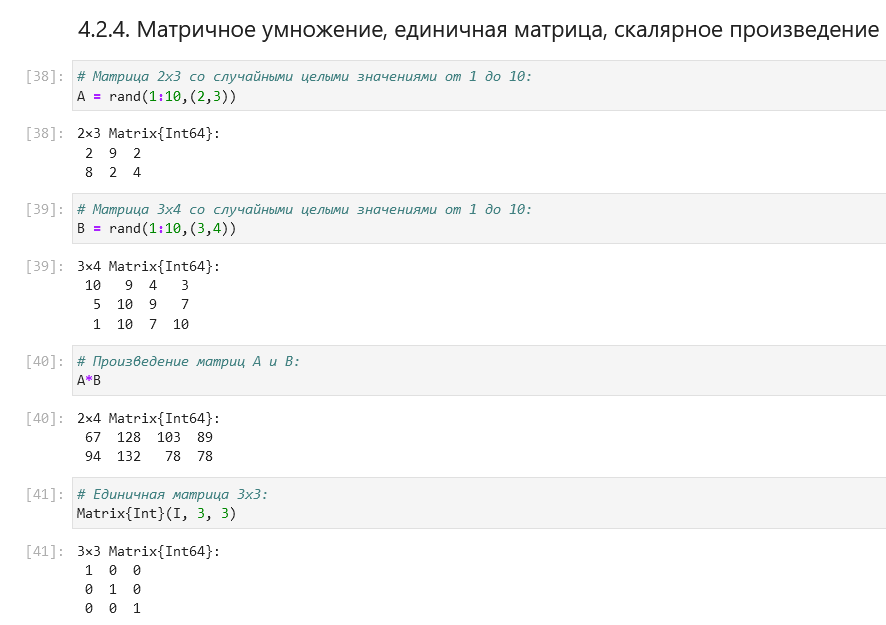 4.2.4. Матричное умножение, единичная матрица, скалярное произведение
[38]: # Матрица 2x3 со случайными целыми значениями от 1 до 10:
A = rand(1:10,(2,3))
[38]: 2×3 Matrix{Int64}:
2 9 2
8 2 4
[39]: # Матрица 3x4 со случайными целыми значениями от 1 до 10:
B = rand(1:10,(3,4))
[39]: 3×4 Matrix{Int64}:
10 9 4 3
5 10 9 7
1 10 7 10
[40]: # Произведение матриц A и B:
A*B
[40]: 2×4 Matrix{Int64}:
67 128 103 89
94 132 78 78
[41]: # Единичная матрица 3x3:
Matrix{Int}(I, 3, 3)
[41]: 3×3 Matrix{Int64}:
1 0 0
0 1 0
0 0 1